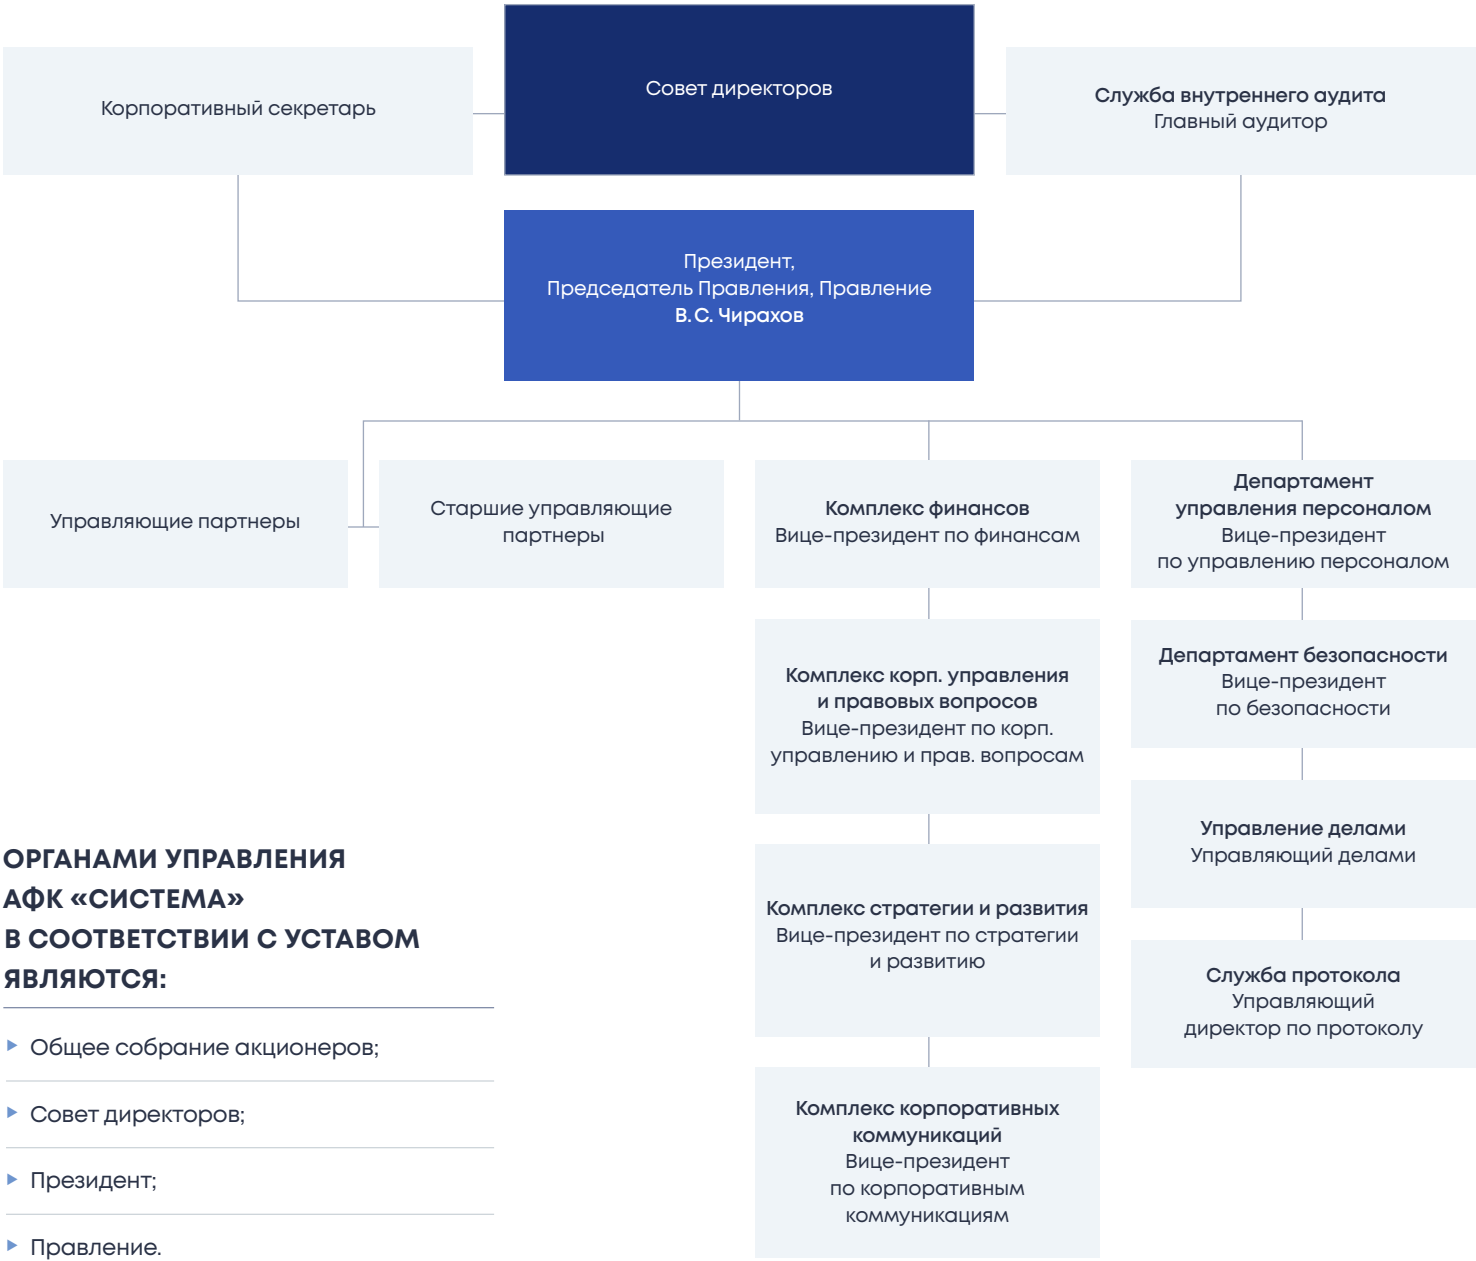 Корпоративный секретарь
Совет директоров
Служба внутреннего аудита
Главный аудитор
Президент,
Председатель Правления, Правление
В.С. Чирахов
Управляющие партнеры
Старшие управляющие
партнеры
Комплекс финансов
Вице-президент по финансам
Департамент
управления персоналом
Вице-президент
по управлению персоналом
Комплекс корп. управления
и правовых вопросов
Вице-президент по корп.
управлению и прав. вопросам
Департамент безопасности
Вице-президент
по безопасности
Управление делами
Управляющий делами
Комплекс стратегии и развития
Вице-президент по стратегии
и развитию
Служба протокола
Управляющий
директор по протоколу
Комплекс корпоративных
коммуникаций
Вице-президент
по корпоративным
коммуникациям
ОРГАНАМИ УПРАВЛЕНИЯ
АФК «СИСТЕМА»
В СООТВЕТСТВИИ С УСТАВОМ
ЯВЛЯЮТСЯ:
Общее собрание акционеров;
Совет директоров;
Президент;
Правление.